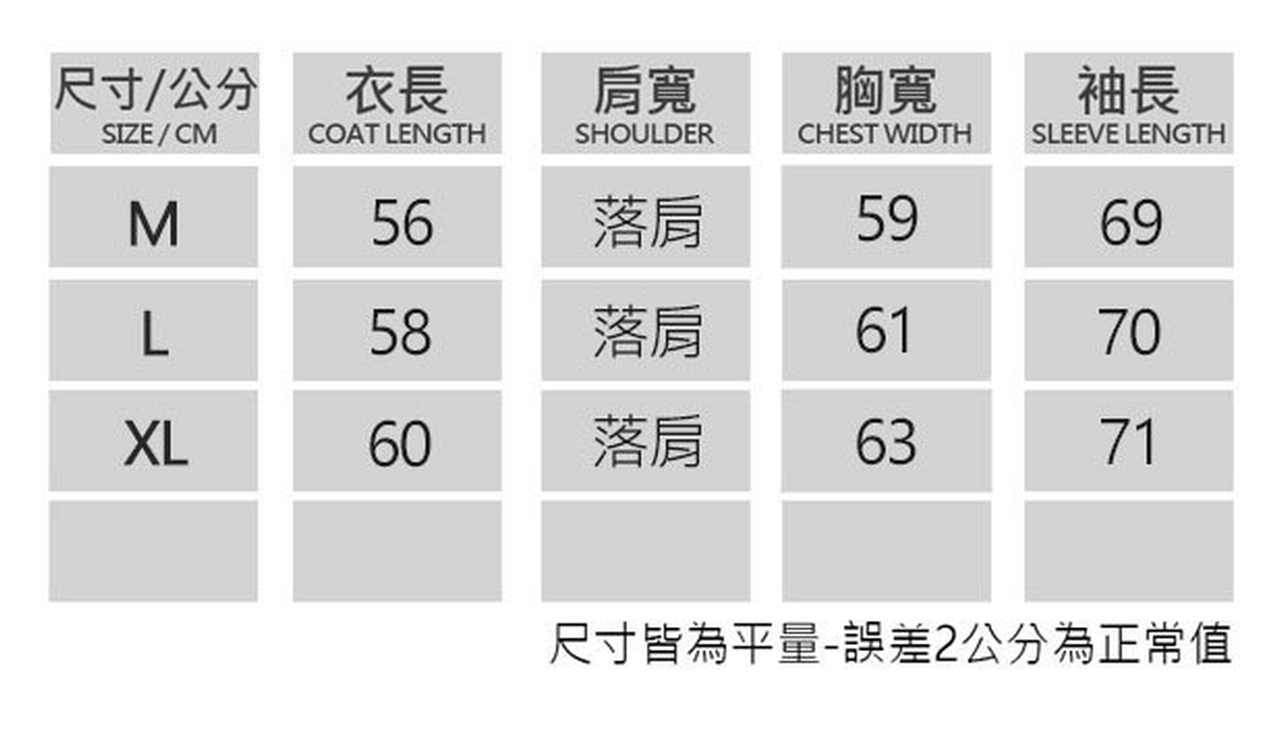 尺寸/公分 衣長 肩寬 胸寬 袖長
SIZE / CM COAT LENGTH SHOULDER CHEST WIDTH SLEEVE LENGTH
M 56 落肩 59 69
L 58 落肩 61 70
XL 60 落肩 63 71
尺寸皆為平量-誤差2公分為正常值